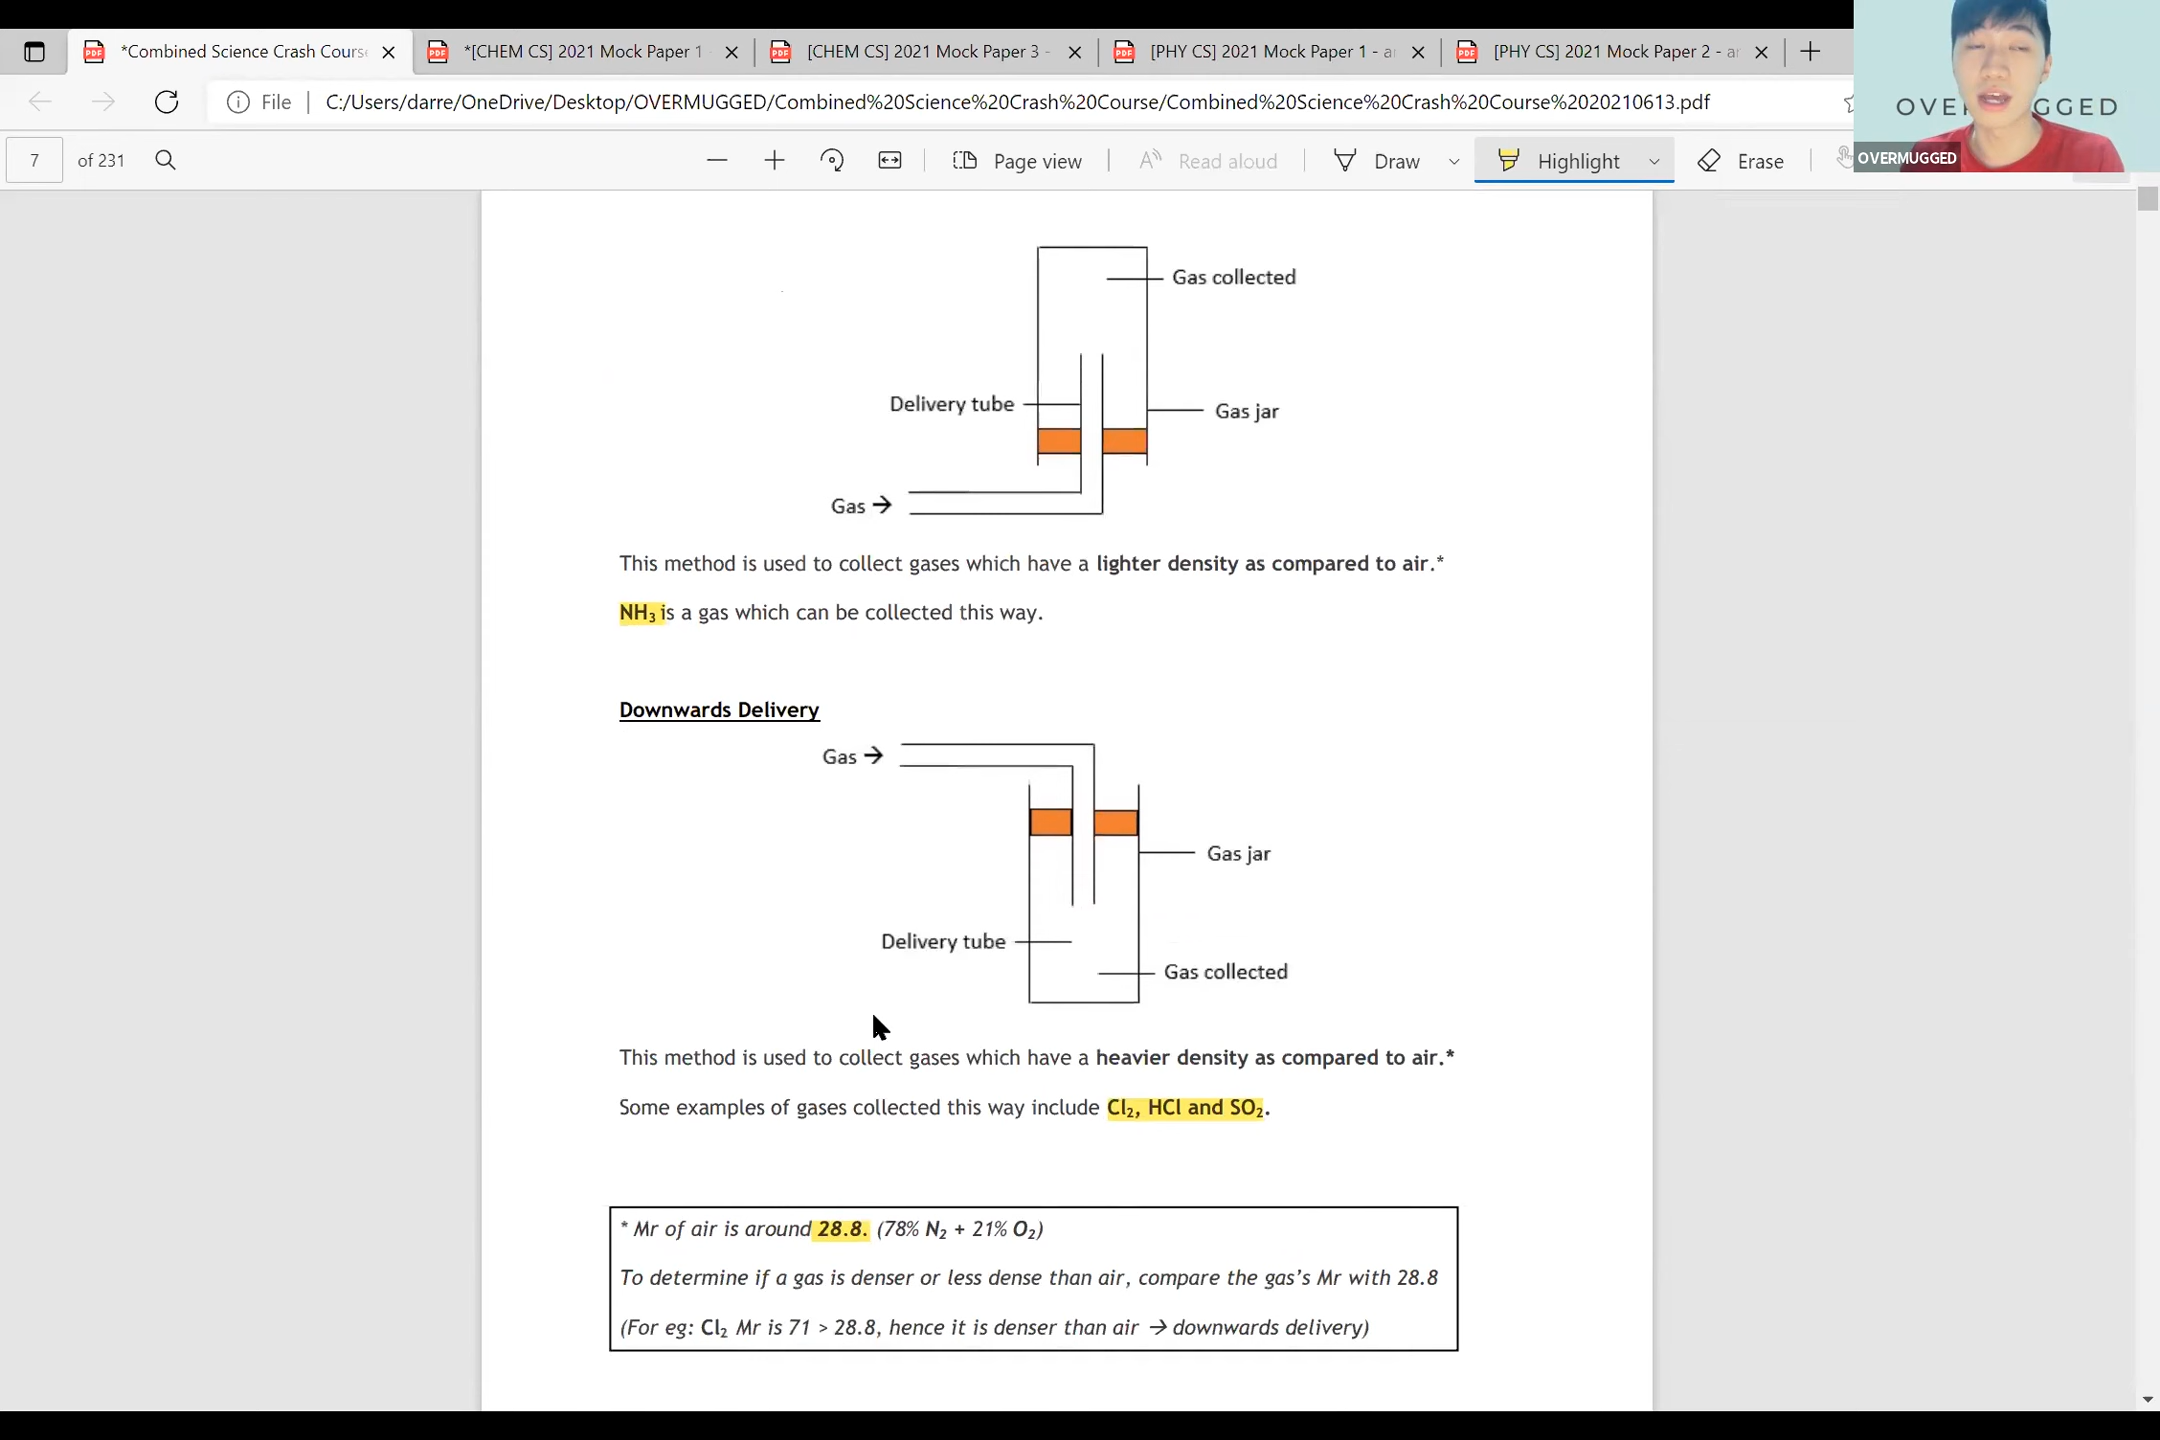 *Combined Science Crash Cours
*[CHEM CS] 2021 Mock Paper 1
[CHEM CS] 2021 Mock Paper 3 -
[PHY CS] 2021 Mock Paper 1 - a
[PHY CS] 2021 Mock Paper 2 - a
File
C:/Users/darre/OneDrive/Desktop/OVERMUGGED/Combined%20Science%20Crash%20Course/Combined%20Science%20Crash%20Course%2020210613.pdf
OVE GGED
OVERMUGGED
7 of 231
Page view
Read aloud
Draw
Highlight
Erase
Gas collected
Delivery tube
Gas jar
Gas →
This method is used to collect gases which have a lighter density as compared to air.*
NH₃ is a gas which can be collected this way.
Downwards Delivery
Gas →
Gas jar
Delivery tube
Gas collected
This method is used to collect gases which have a heavier density as compared to air.*
Some examples of gases collected this way include Cl₂, HCl and SO₂.
* Mr of air is around 28.8. (78% N₂ + 21% O₂)
To determine if a gas is denser or less dense than air, compare the gas's Mr with 28.8
(For eg: Cl₂ Mr is 71 > 28.8, hence it is denser than air → downwards delivery)